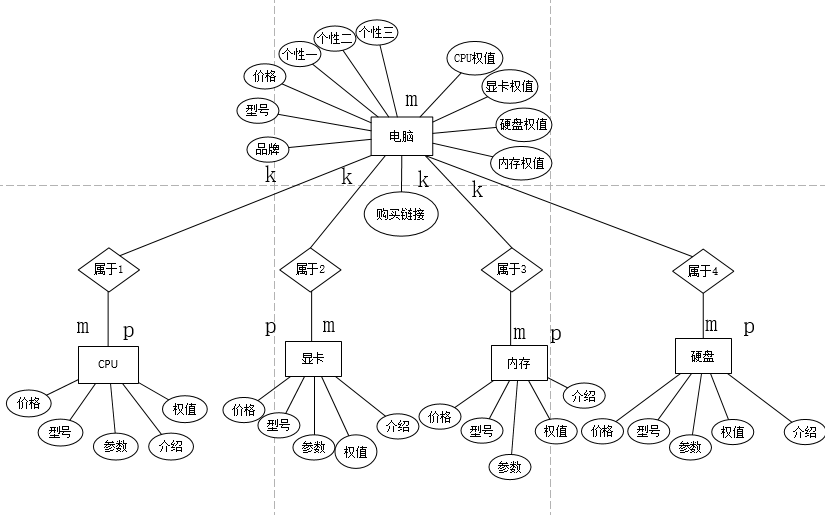 个性三
个性二
个性一
CPU权值
价格
显卡权值
m
型号
硬盘权值
电脑
品牌
内存权值
k
k
k
k
购买链接
属于1
属于2
属于3
属于4
m
p
p
m
m
p
m
p
CPU
显卡
内存
硬盘
价格
型号
参数
介绍
权值
价格
型号
参数
权值
介绍
价格
型号
参数
权值
介绍
价格
型号
参数
权值
介绍